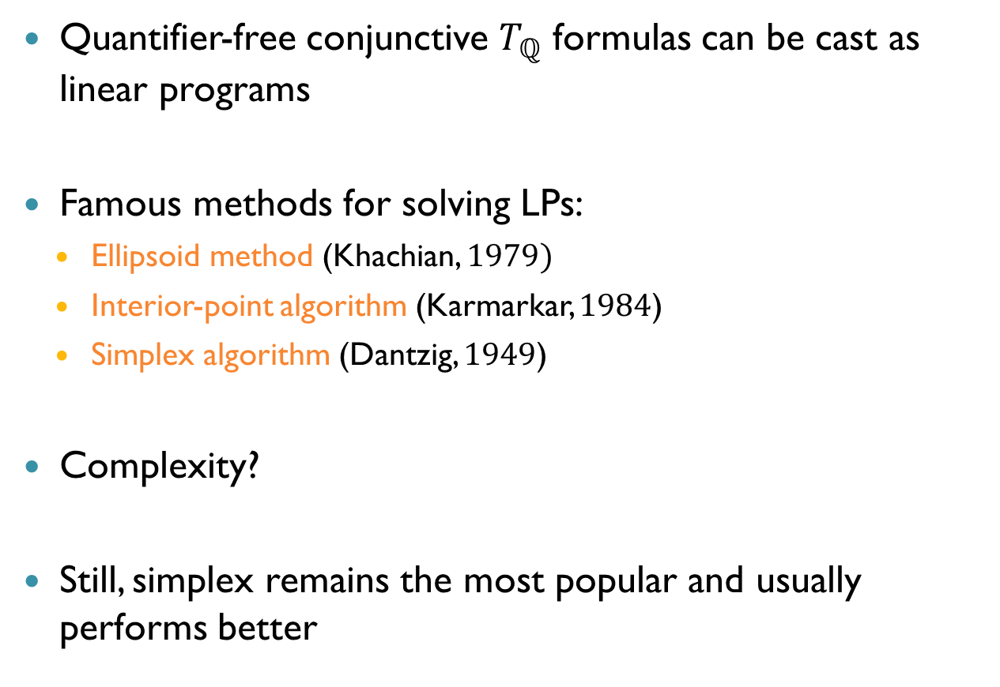 • Quantifier-free conjunctive T_ℚ formulas can be cast as
linear programs
• Famous methods for solving LPs:
• Ellipsoid method (Khachian, 1979)
• Interior-point algorithm (Karmarkar, 1984)
• Simplex algorithm (Dantzig, 1949)
• Complexity?
• Still, simplex remains the most popular and usually
performs better